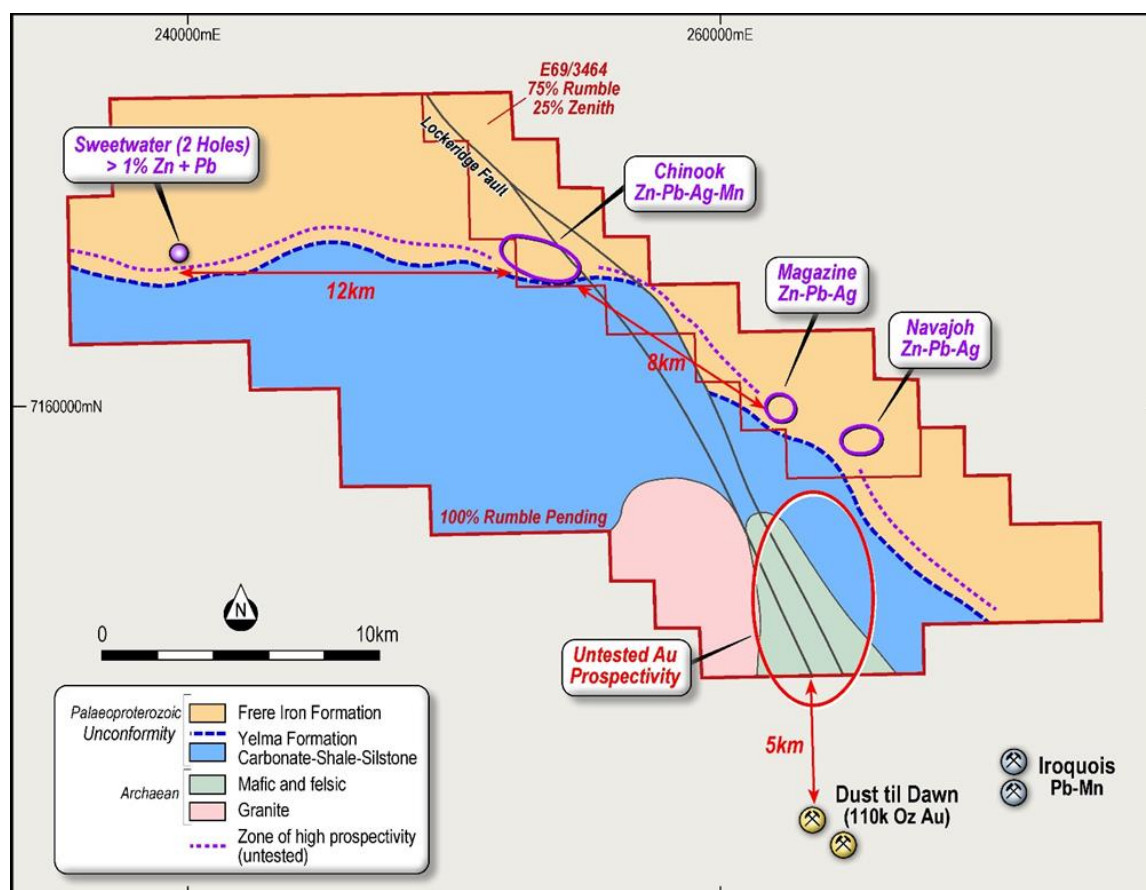 240000mE
260000mE
E69/3464
75% Rumble
25% Zenith
Lockeridge Fault
Sweetwater (2 Holes)
> 1% Zn + Pb
Chinook
Zn-Pb-Ag-Mn
12km
Magazine
Zn-Pb-Ag
Navajoh
Zn-Pb-Ag
8km
7160000mN
100% Rumble Pending
N
0
10km
Untested Au
Prospectivity
5km
Iroquois
Pb-Mn
Dust til Dawn
(110k Oz Au)
Palaeoproterozoic
Frere Iron Formation
Unconformity
Yelma Formation
Carbonate-Shale-Silstone
Archaean
Mafic and felsic
Granite
Zone of high prospectivity
(untested)